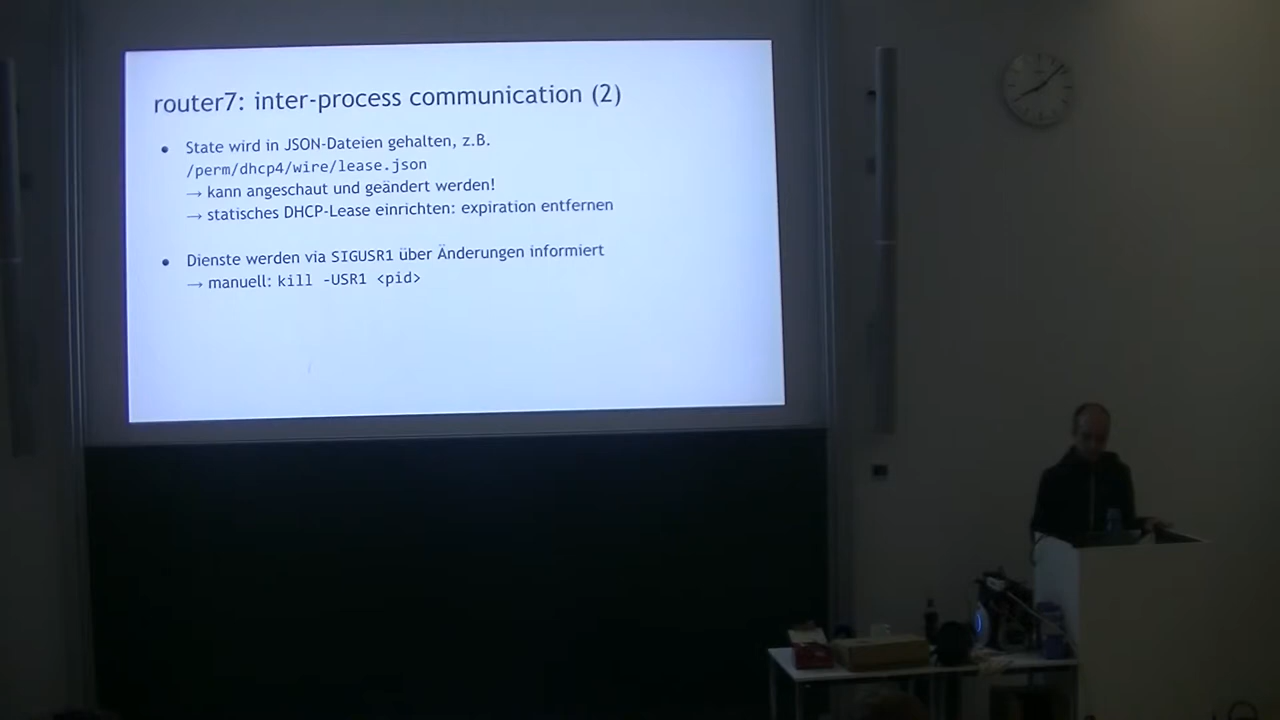 router7: inter-process communication (2)
● State wird in JSON-Dateien gehalten, z.B.
/perm/dhcp4/wire/lease.json
→ kann angeschaut und geändert werden!
→ statisches DHCP-Lease einrichten: expiration entfernen
● Dienste werden via SIGUSR1 über Änderungen informiert
→ manuell: kill -USR1 <pid>